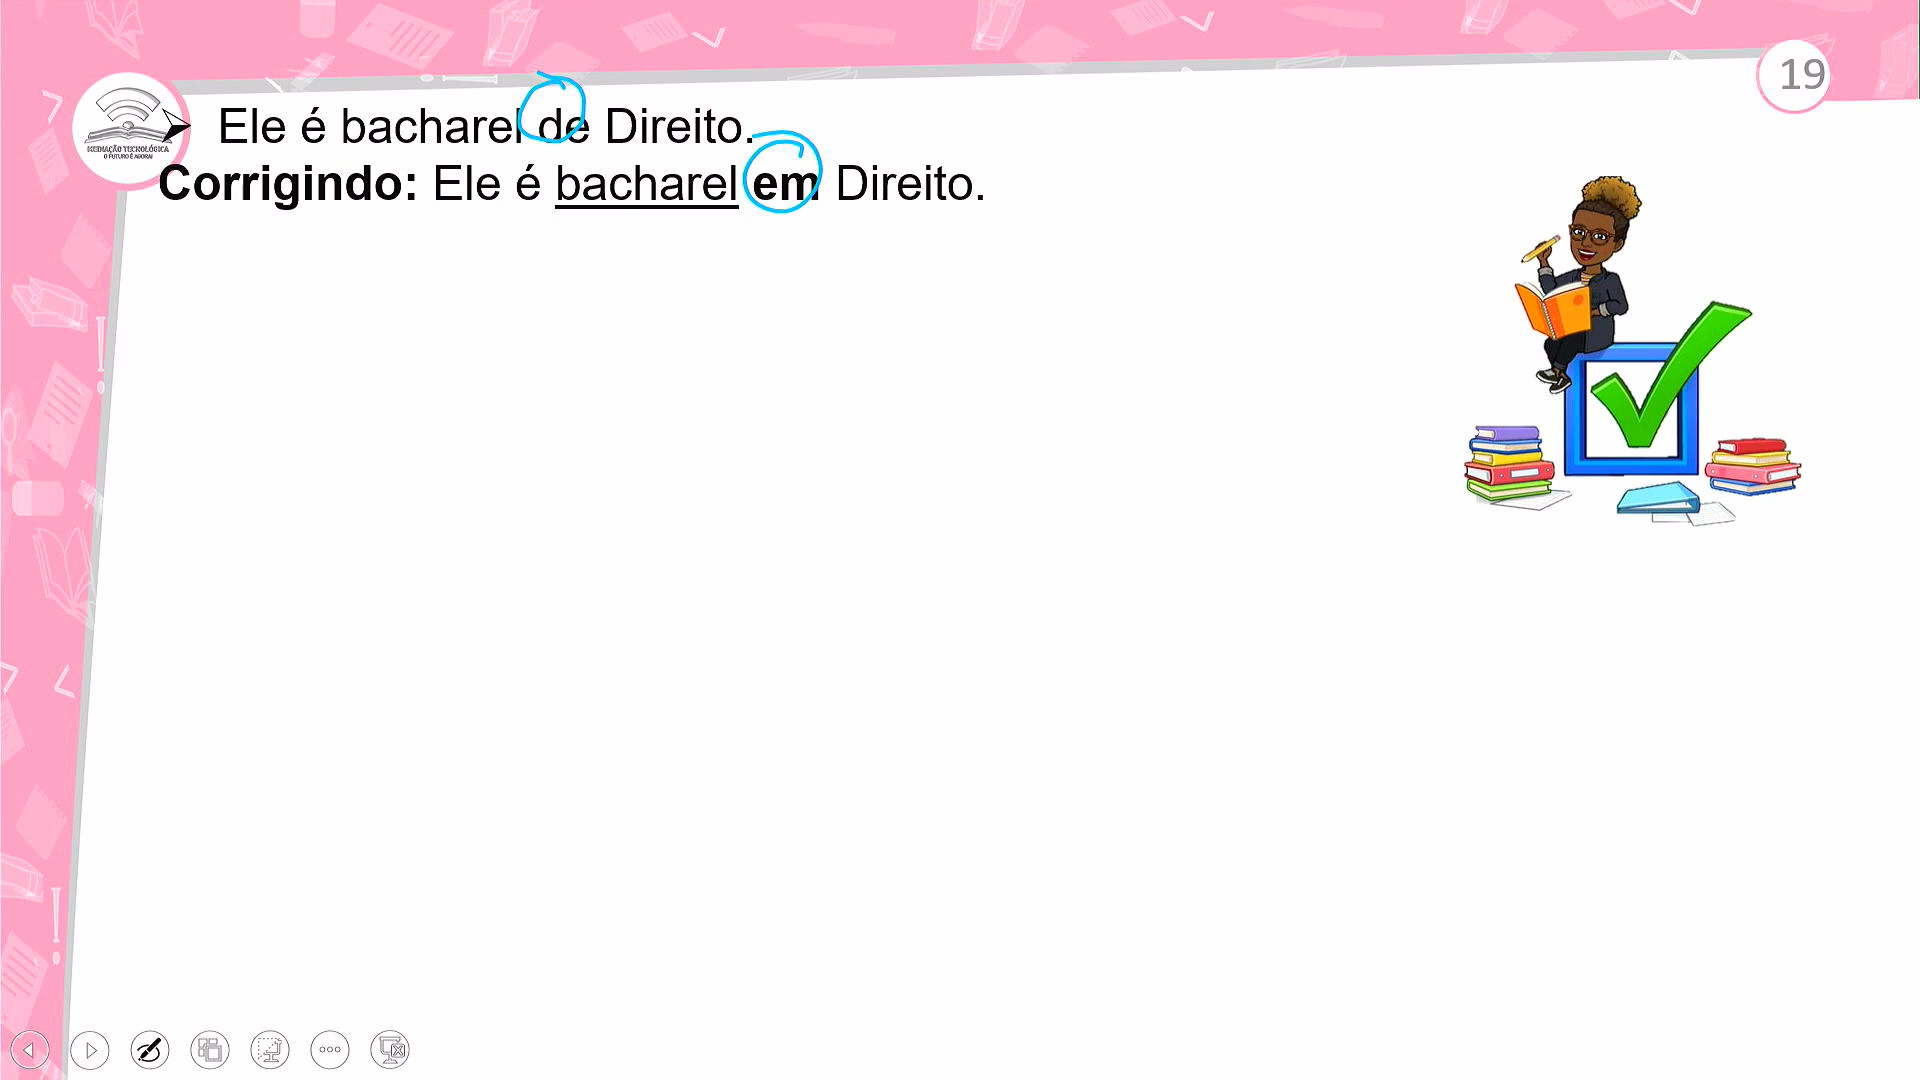 19
MEDIAÇÃO TECNOLÓGICA
O FUTURO É AGORA!
➢ Ele é bacharel de Direito.
Corrigindo: Ele é bacharel em Direito.